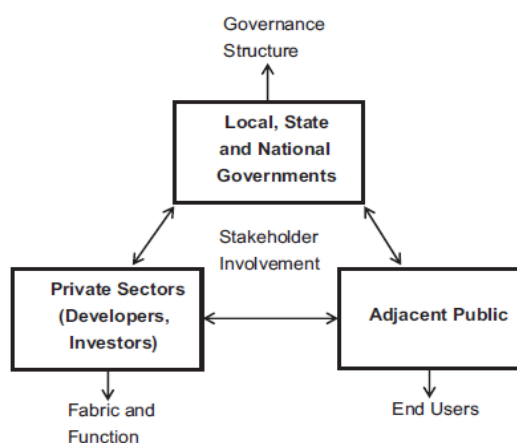 Governance
Structure
Local, State
and National
Governments
Stakeholder
Involvement
Private Sectors
(Developers,
Investors)
Adjacent Public
Fabric and
Function
End Users